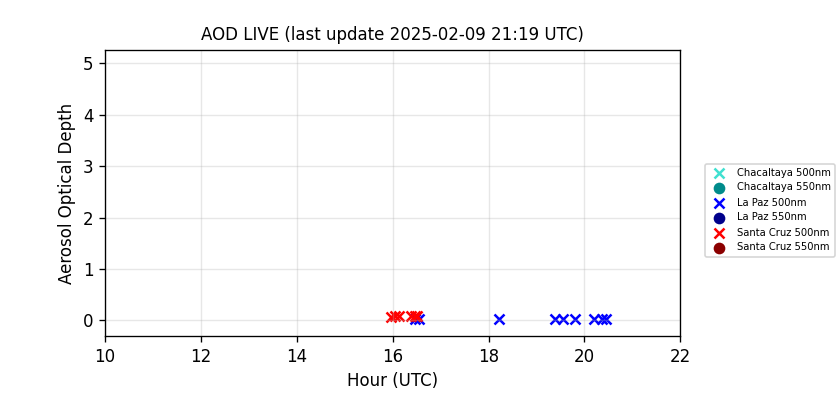 AOD LIVE (last update 2025-02-09 21:19 UTC)
Aerosol Optical Depth
5
4
3
2
1
0
10 12 14 16 18 20 22
Hour (UTC)
Chacaltaya 500nm
Chacaltaya 550nm
La Paz 500nm
La Paz 550nm
Santa Cruz 500nm
Santa Cruz 550nm